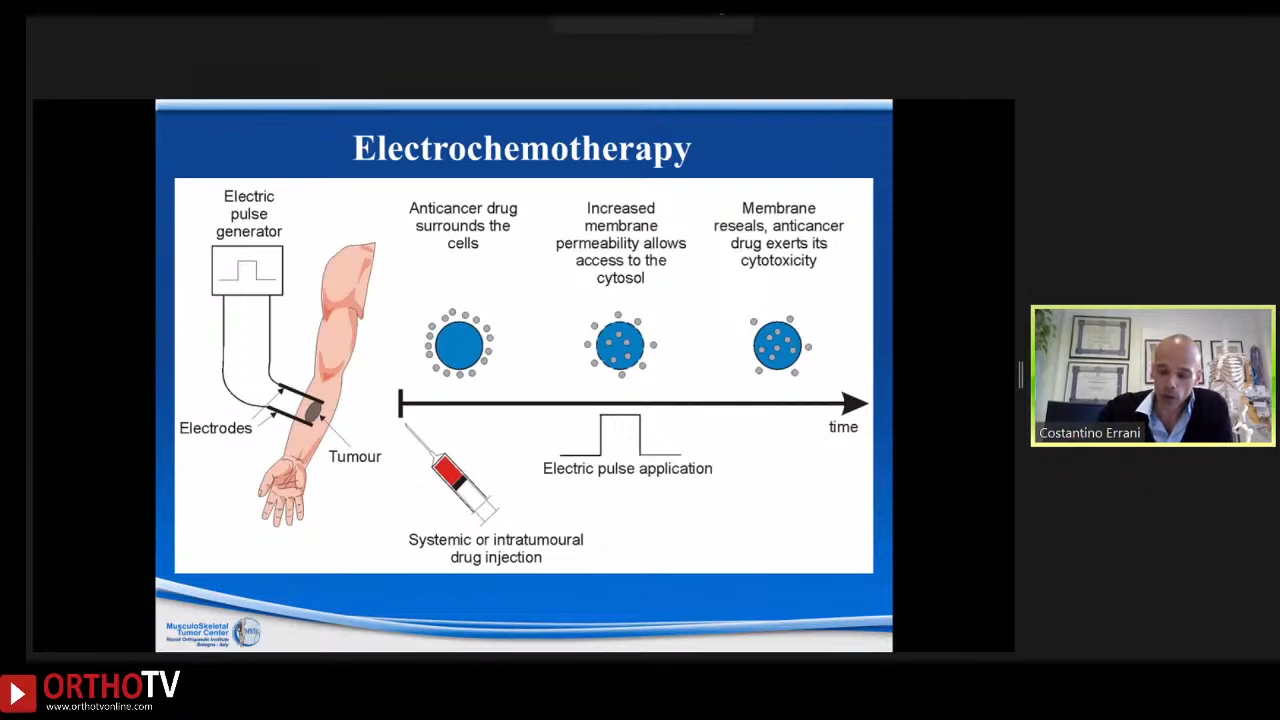 Electrochemotherapy
Electric
pulse
generator
Electrodes
Tumour
Anticancer drug
surrounds the
cells
Increased
membrane
permeability allows
access to the
cytosol
Membrane
reseals, anticancer
drug exerts its
cytotoxicity
time
Electric pulse application
Systemic or intratumoural
drug injection
MusculoSkeletal
Tumor Center
Rizzoli Orthopaedic Institute
Bologna - Italy
Costantino Errani
ORTHOTV
www.orthotvonline.com